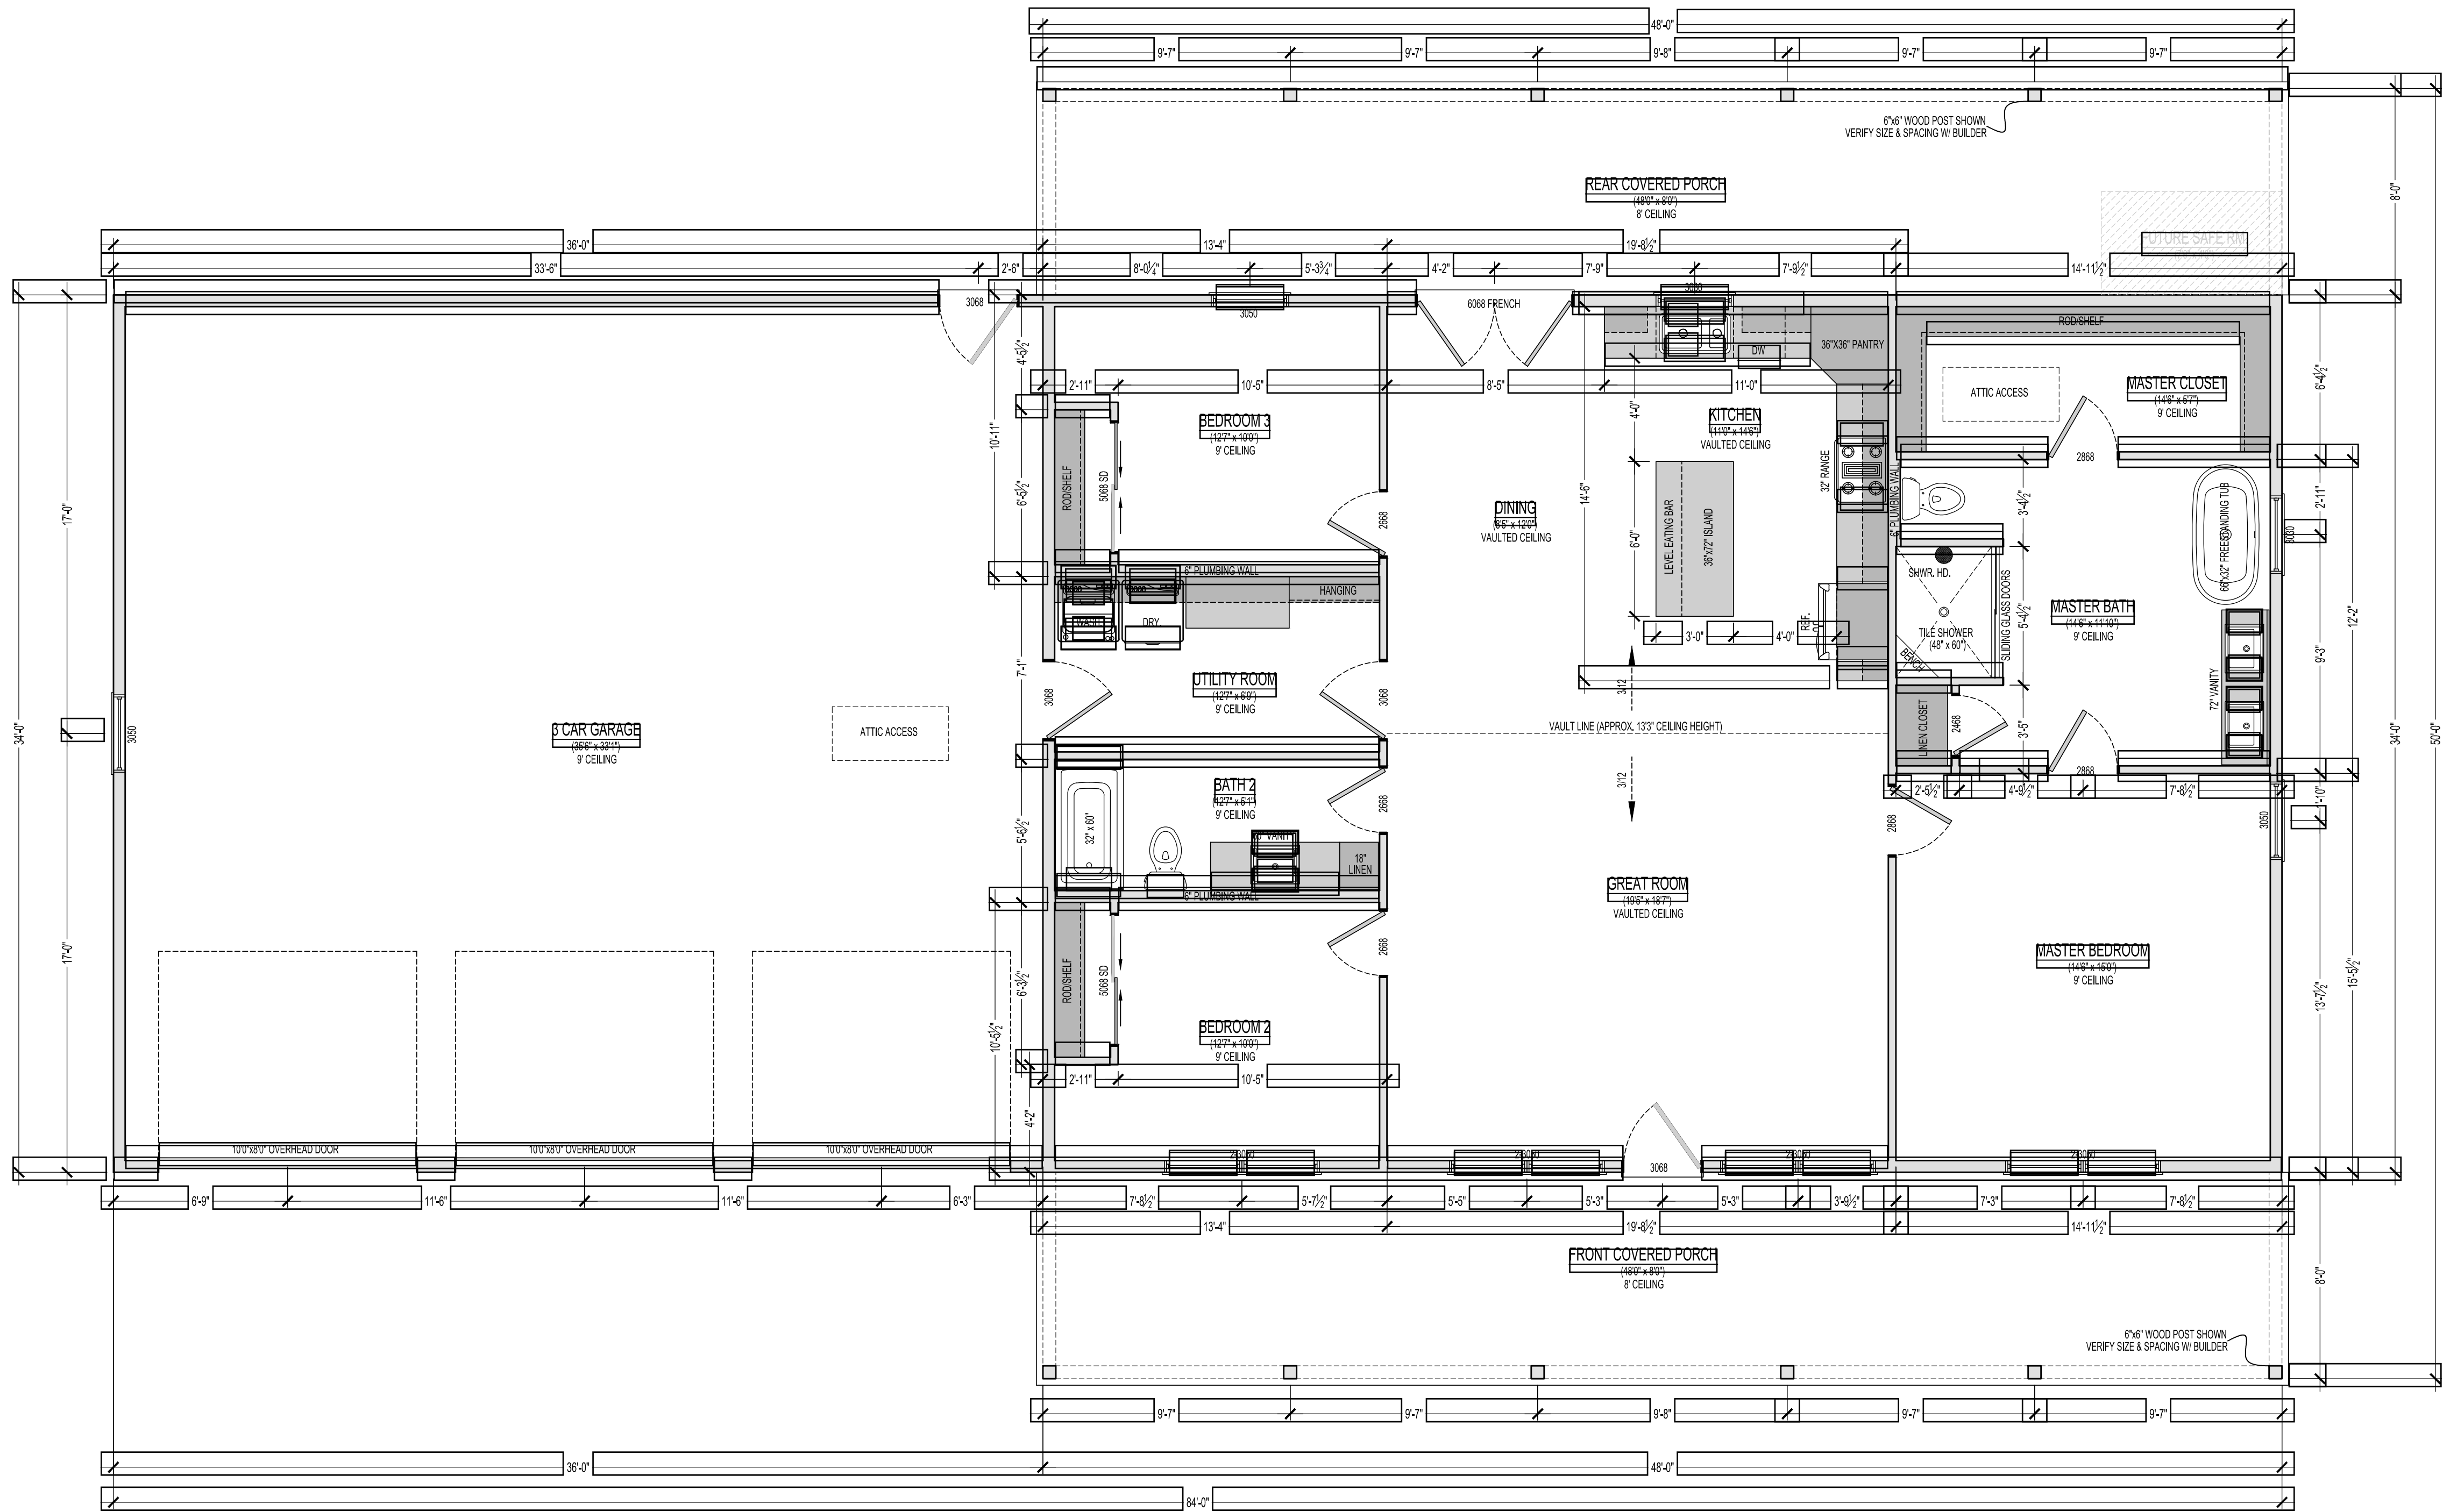 48'-0"
9'-7"
9'-7"
9'-8"
9'-7"
9'-7"
6"x6" WOOD POST SHOWN
VERIFY SIZE & SPACING W/ BUILDER
REAR COVERED PORCH
(48'0" x 8'0")
8' CEILING
8'-0"
FUTURE SAFE RM.
36'-0"
13'-4"
19'-8½"
33'-6"
2'-6"
8'-0¼"
5'-3¾"
4'-2"
7'-9"
7'-9½"
14'-11½"
3068
3050
6068 FRENCH
ROD/SHELF
DW
36"X36" PANTRY
4'-5½"
2'-11"
10'-5"
8'-5"
11'-0"
6'-4½"
ATTIC ACCESS
MASTER CLOSET
(14'6" x 5'7")
9' CEILING
BEDROOM 3
(12'7" x 10'0")
9' CEILING
KITCHEN
(11'0" x 14'6")
VAULTED CEILING
4'-0"
10'-11"
ROD/SHELF
5068 SD
6'-5½"
2668
DINING
(8'5" x 12'0")
VAULTED CEILING
14'-6"
6'-0"
LEVEL EATING BAR
36"x72" ISLAND
32" RANGE
6" PLUMBING WALL
2868
3'-4½"
66"x32" FREESTANDING TUB
2'-11"
3030
17'-0"
6" PLUMBING WALL
HANGING
WASH
DRY.
SHWR. HD.
TILE SHOWER
(48" x 60")
BENCH
SLIDING GLASS DOORS
5'-4½"
MASTER BATH
(14'6" x 11'10")
9' CEILING
12'-2"
9'-3"
3'-0"
4'-0"
REF.
7'-1"
UTILITY ROOM
(12'7" x 6'9")
9' CEILING
3068
3068
3/12
72" VANITY
LINEN CLOSET
2468
3'-5"
34'-0"
3050
3 CAR GARAGE
(35'6" x 33'1")
9' CEILING
ATTIC ACCESS
VAULT LINE (APPROX. 13'3" CEILING HEIGHT)
34'-0"
50'-0"
2868
3/12
2'-5½"
4'-9½"
7'-8½"
1'-10"
3050
5'-6½"
32" x 60"
BATH 2
(12'7" x 5'1")
9' CEILING
2668
2868
VANITY
18"
LINEN
6" PLUMBING WALL
GREAT ROOM
(19'5" x 18'7")
VAULTED CEILING
17'-0"
10'-5½"
6'-3½"
ROD/SHELF
5068 SD
2668
MASTER BEDROOM
(14'6" x 15'0")
9' CEILING
13'-7½"
15'-5½"
BEDROOM 2
(12'7" x 10'0")
9' CEILING
2'-11"
10'-5"
4'-2"
10'0"x8'0" OVERHEAD DOOR
10'0"x8'0" OVERHEAD DOOR
10'0"x8'0" OVERHEAD DOOR
3068
6'-9"
11'-6"
11'-6"
6'-3"
7'-8½"
5'-7½"
5'-5"
5'-3"
5'-3"
3'-9½"
7'-3"
7'-8½"
13'-4"
19'-8½"
14'-11½"
FRONT COVERED PORCH
(48'0" x 8'0")
8' CEILING
8'-0"
6"x6" WOOD POST SHOWN
VERIFY SIZE & SPACING W/ BUILDER
9'-7"
9'-7"
9'-8"
9'-7"
9'-7"
36'-0"
48'-0"
84'-0"